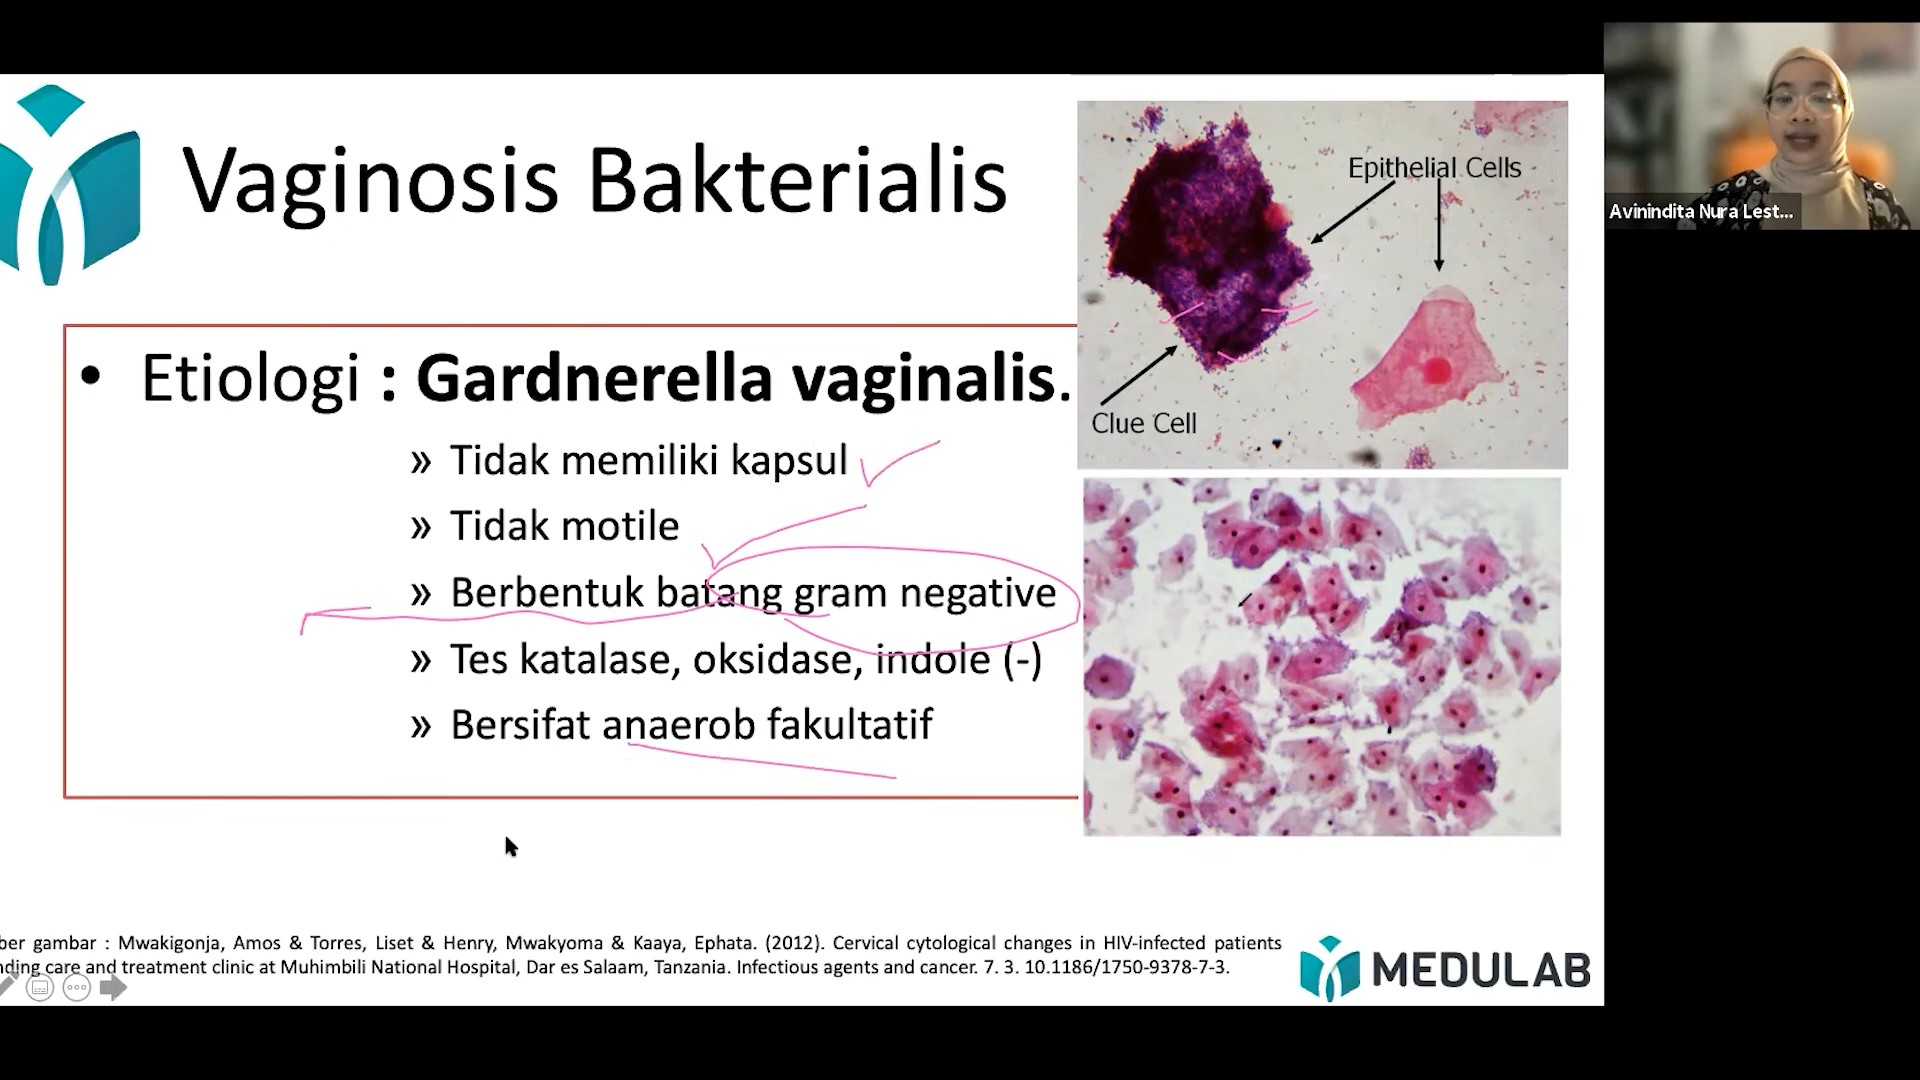 Vaginosis Bakterialis
• Etiologi : Gardnerella vaginalis.
» Tidak memiliki kapsul
» Tidak motile
» Berbentuk batang gram negative
» Tes katalase, oksidase, indole (-)
» Bersifat anaerob fakultatif
Epithelial Cells
Clue Cell
Avinindita Nura Lest...
ber gambar : Mwakigonja, Amos & Torres, Liset & Henry, Mwakyoma & Kaaya, Ephata. (2012). Cervical cytological changes in HIV-infected patients
nding care and treatment clinic at Muhimbili National Hospital, Dar es Salaam, Tanzania. Infectious agents and cancer. 7. 3. 10.1186/1750-9378-7-3.
MEDULAB